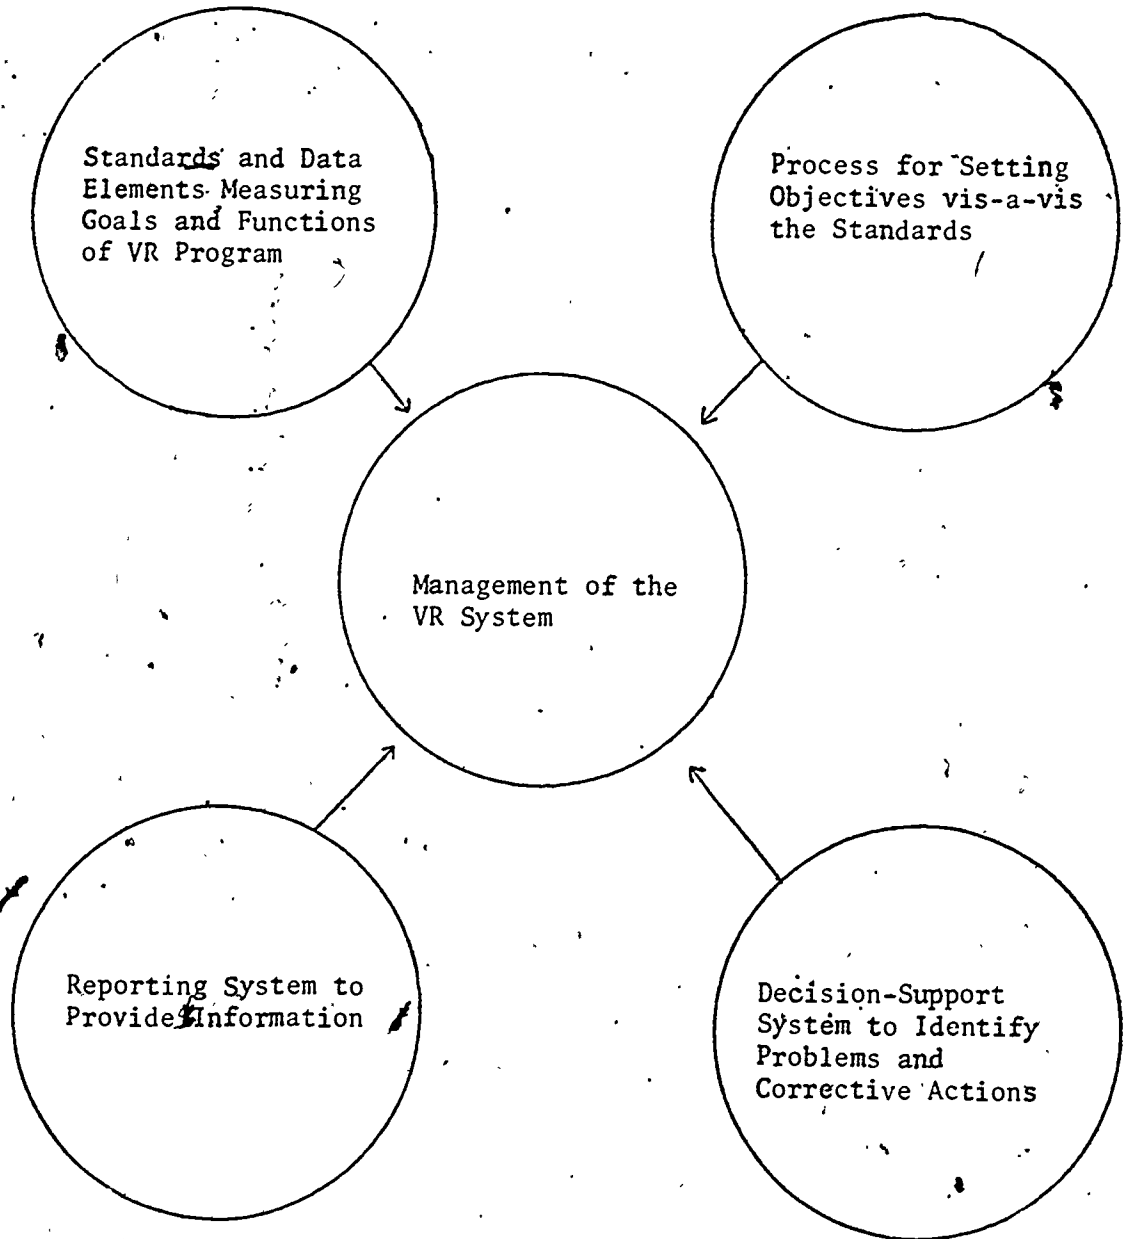 Standards and Data
Elements Measuring
Goals and Functions
of VR Program
Process for Setting
Objectives vis-a-vis
the Standards
Management of the
VR System
Reporting System to
Provide Information
Decision-Support
System to Identify
Problems and
Corrective Actions